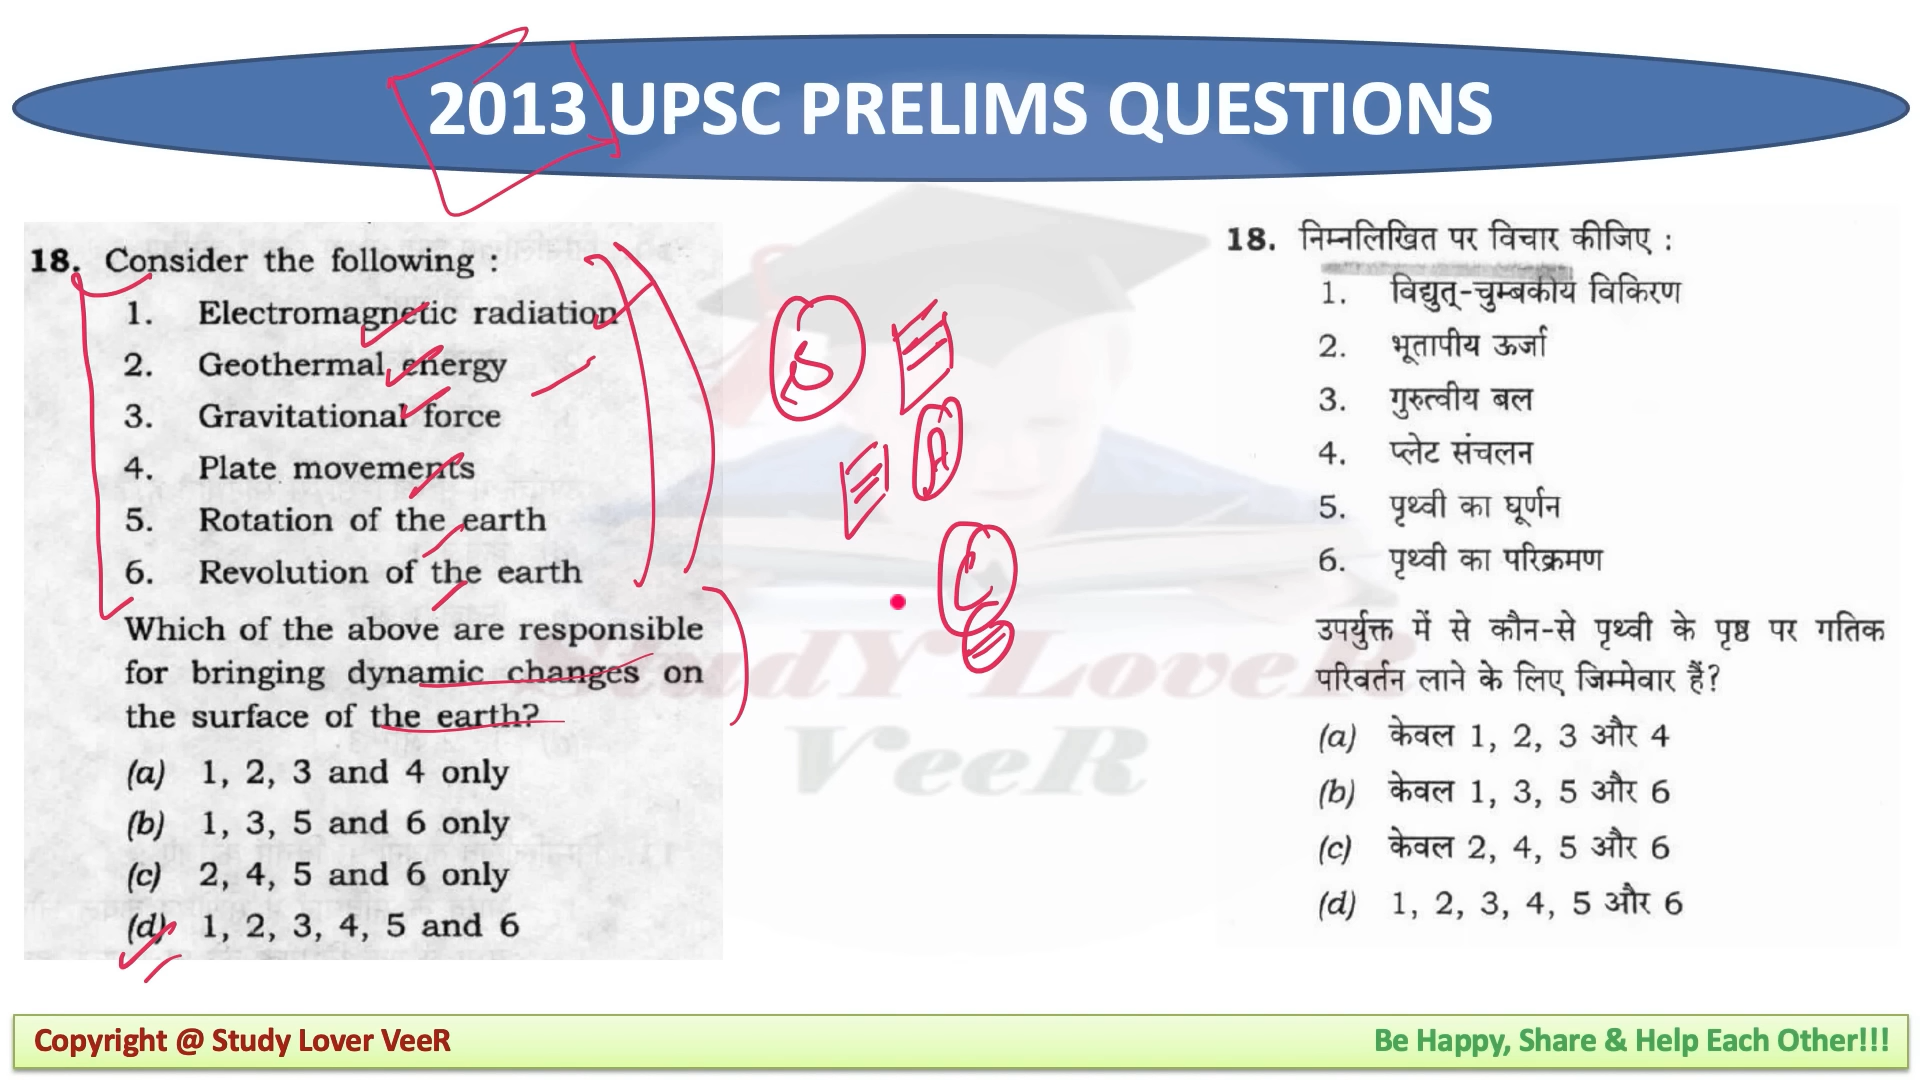 2013 UPSC PRELIMS QUESTIONS
18. Consider the following :
1. Electromagnetic radiation
2. Geothermal energy
3. Gravitational force
4. Plate movements
5. Rotation of the earth
6. Revolution of the earth
Which of the above are responsible
for bringing dynamic changes on
the surface of the earth?
(a) 1, 2, 3 and 4 only
(b) 1, 3, 5 and 6 only
(c) 2, 4, 5 and 6 only
(d) 1, 2, 3, 4, 5 and 6
S
A
C
StudY LoveR
VeeR
18. निम्नलिखित पर विचार कीजिए :
1. विद्युत्-चुम्बकीय विकिरण
2. भूतापीय ऊर्जा
3. गुरुत्वीय बल
4. प्लेट संचलन
5. पृथ्वी का घूर्णन
6. पृथ्वी का परिक्रमण
उपर्युक्त में से कौन-से पृथ्वी के पृष्ठ पर गतिक
परिवर्तन लाने के लिए जिम्मेवार हैं?
(a) केवल 1, 2, 3 और 4
(b) केवल 1, 3, 5 और 6
(c) केवल 2, 4, 5 और 6
(d) 1, 2, 3, 4, 5 और 6
Copyright @ Study Lover VeeR
Be Happy, Share & Help Each Other!!!